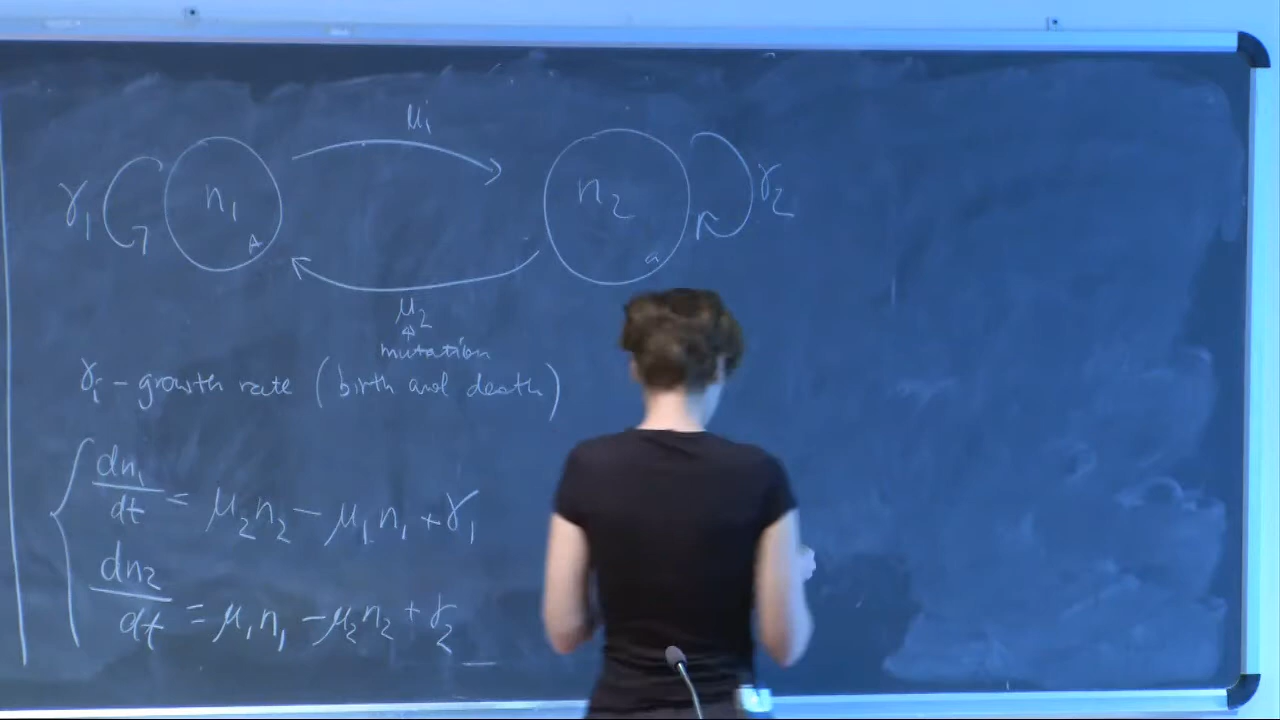 μ₁
γ₁ n₁ A n₂ a γ₂
μ₂
mutation
γᵢ – growth rate (birth and death)
dn₁/dt = μ₂n₂ – μ₁n₁ + γ₁
dn₂/dt = μ₁n₁ – μ₂n₂ + γ₂